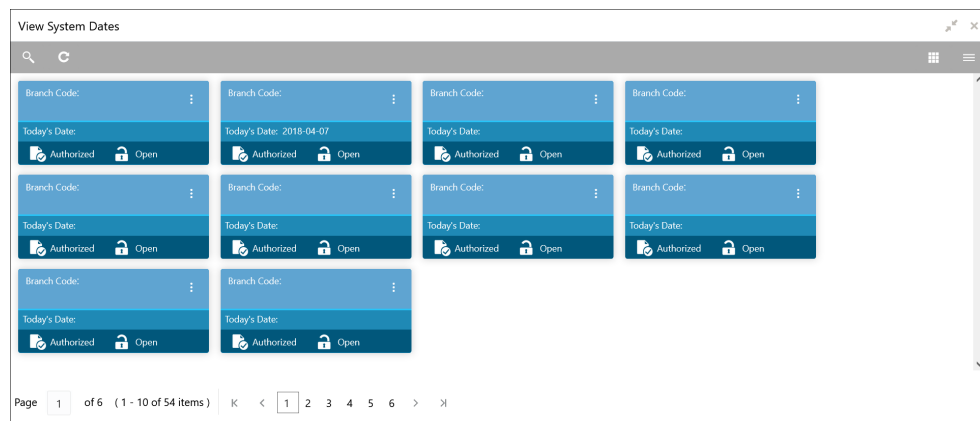 View System Dates
Branch Code: Branch Code: Branch Code: Branch Code:
Today's Date: Today's Date: 2018-04-07 Today's Date: Today's Date:
Authorized Open Authorized Open Authorized Open Authorized Open
Branch Code: Branch Code: Branch Code: Branch Code:
Today's Date: Today's Date: Today's Date: Today's Date:
Authorized Open Authorized Open Authorized Open Authorized Open
Branch Code: Branch Code:
Today's Date: Today's Date:
Authorized Open Authorized Open
Page 1 of 6 ( 1 - 10 of 54 items ) 1 2 3 4 5 6